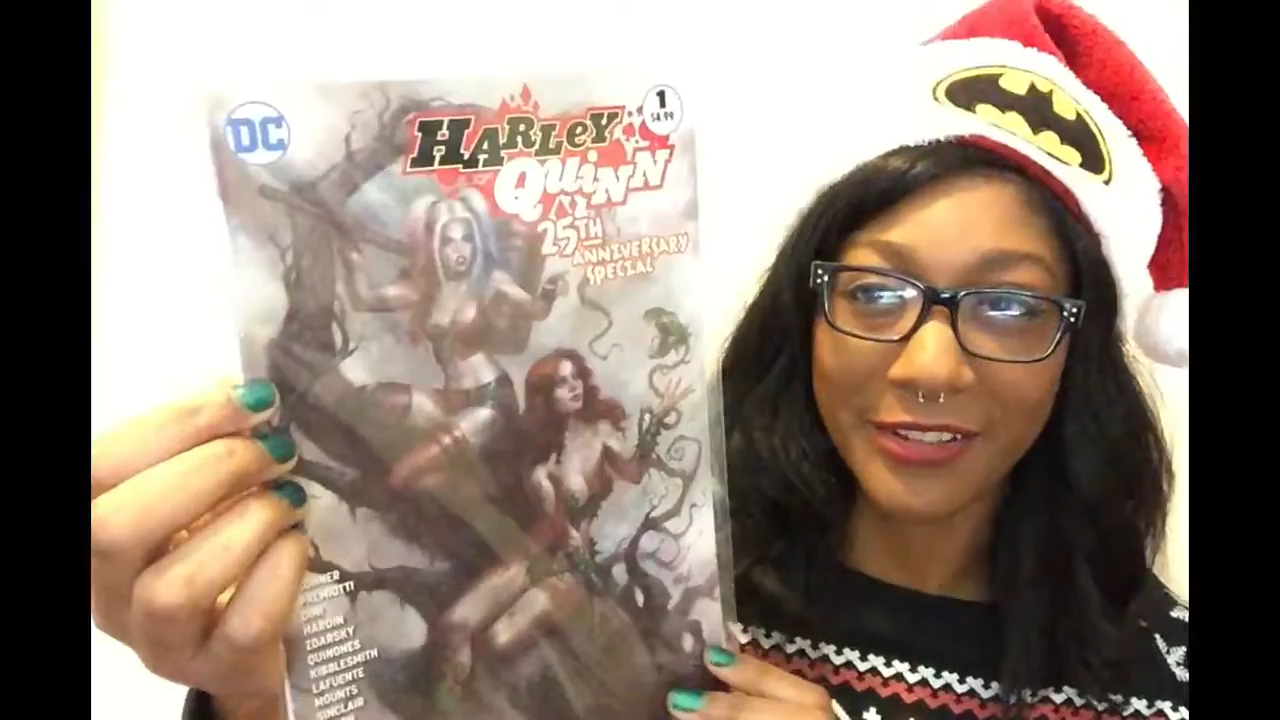 DC
1
$4.99
HARLEY
QUINN
25TH
ANNIVERSARY
SPECIAL
CONNER
PALMIOTTI
DINI
HARDIN
ZDARSKY
QUINONES
KIBBLESMITH
LAFUENTE
MOUNTS
SINCLAIR